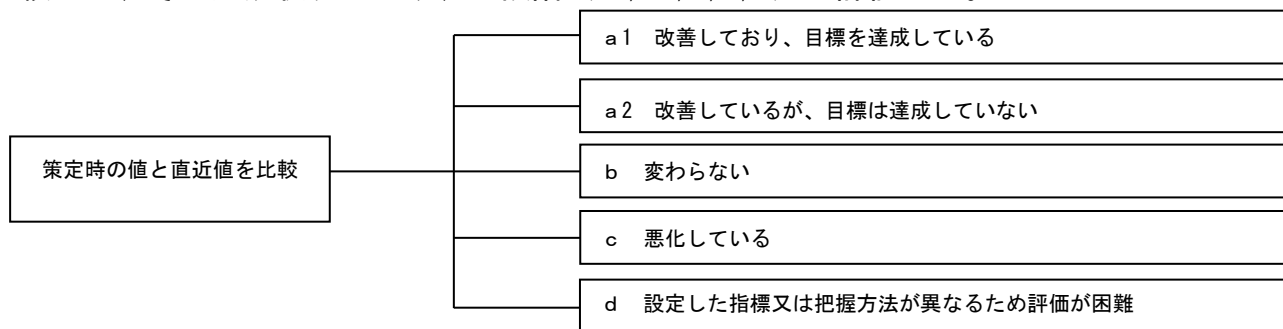 ａ1　改善しており、目標を達成している
ａ2　改善しているが、目標は達成していない
策定時の値と直近値を比較
ｂ　変わらない
ｃ　悪化している
ｄ　設定した指標又は把握方法が異なるため評価が困難